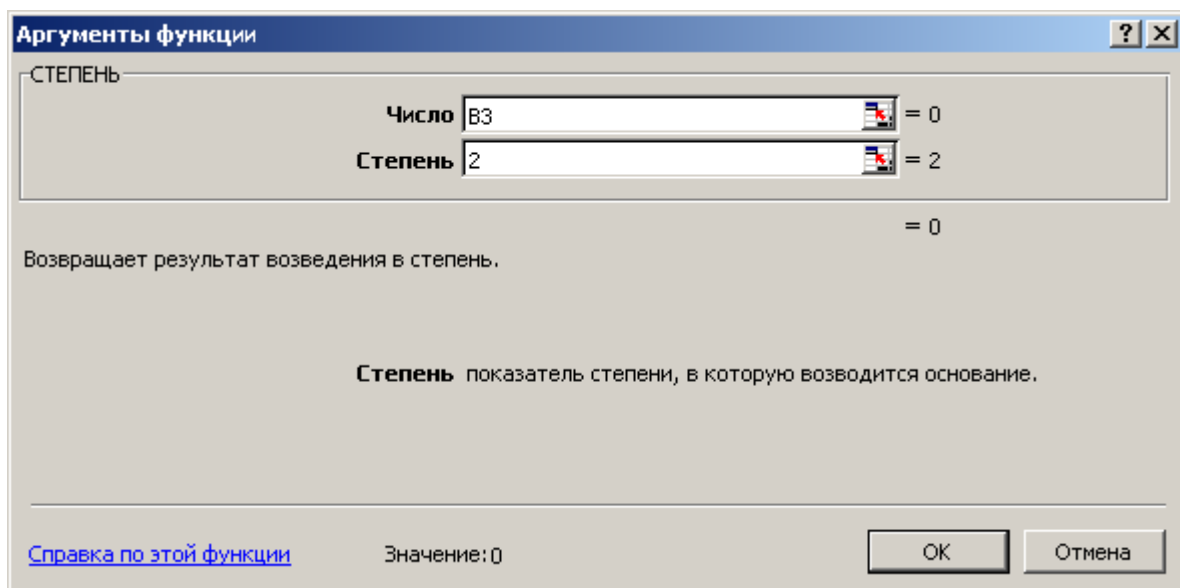 Аргументы функции
СТЕПЕНЬ
Число B3 = 0
Степень 2 = 2
= 0
Возвращает результат возведения в степень.
Степень показатель степени, в которую возводится основание.
Справка по этой функции Значение:0 ОК Отмена